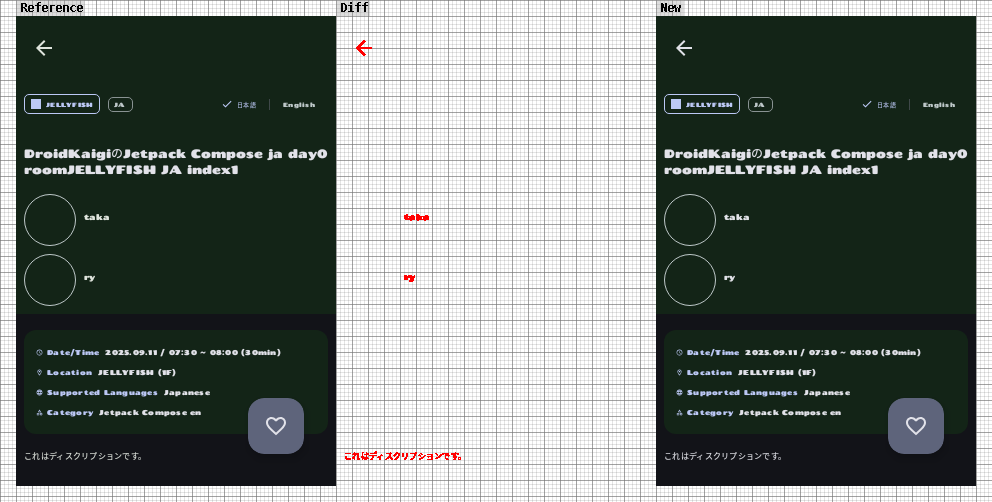 Reference
JELLYFISH JA 日本語 English
DroidKaigiのJetpack Compose ja day0
roomJELLYFISH JA index1
taka
ry
Date/Time 2025.09.11 / 07:30 ~ 08:00 (30min)
Location JELLYFISH (1F)
Supported Languages Japanese
Category Jetpack Compose en
これはディスクリプションです。
Diff
taka
ry
これはディスクリプションです。
New
JELLYFISH JA 日本語 English
DroidKaigiのJetpack Compose ja day0
roomJELLYFISH JA index1
taka
ry
Date/Time 2025.09.11 / 07:30 ~ 08:00 (30min)
Location JELLYFISH (1F)
Supported Languages Japanese
Category Jetpack Compose en
これはディスクリプションです。